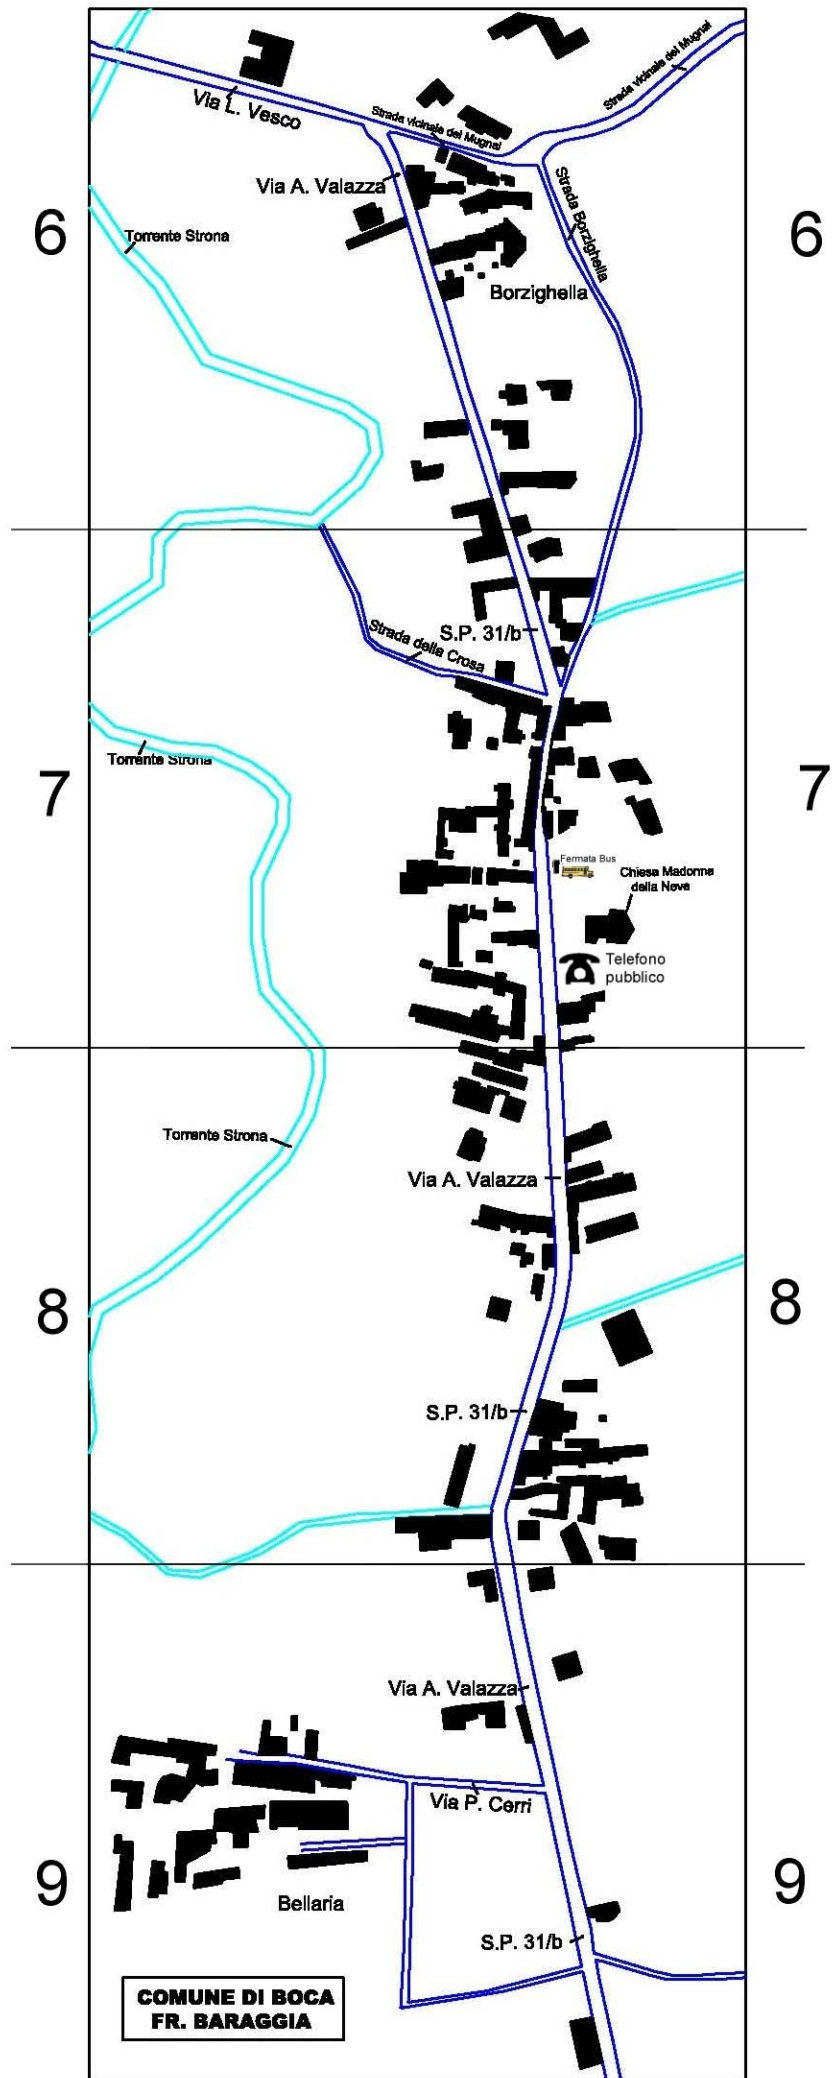 Strada vicinale dei Mugnai
Via L. Vesco
Strada vicinale dei Mugnai
Via A. Valazza
Strada Borzighella
6
6
Torrente Strona
Borzighella
S.P. 31/b
Strada della Crosa
Torrente Strona
7
7
Fermata Bus
Chiesa Madonna
della Neve
Telefono
pubblico
Torrente Strona
Via A. Valazza
8
8
S.P. 31/b
Via A. Valazza
Via P. Cerri
9
9
Bellaria
S.P. 31/b
COMUNE DI BOCA
FR. BARAGGIA